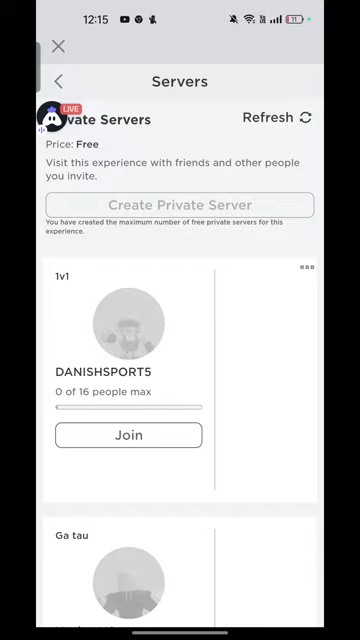 12:15
11
Servers
LIVE
vate Servers
Refresh
Price: Free
Visit this experience with friends and other people
you invite.
Create Private Server
You have created the maximum number of free private servers for this
experience.
1v1
DANISHSPORT5
0 of 16 people max
Join
Ga tau